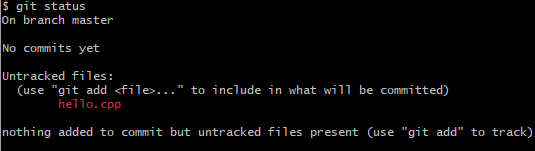 $ git status
On branch master
No commits yet
Untracked files:
(use "git add <file>..." to include in what will be committed)
hello.cpp
nothing added to commit but untracked files present (use "git add" to track)